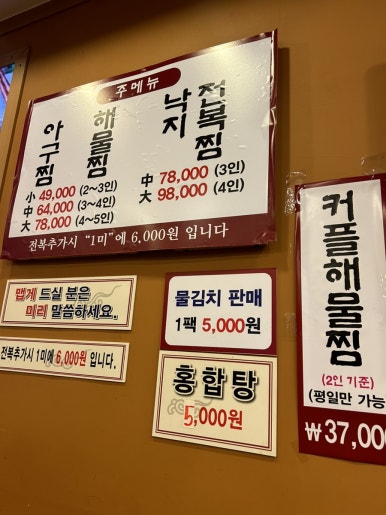 주메뉴
아구찜
해물찜
낙지
전복찜
小 49,000 (2~3인)
中 64,000 (3~4인)
大 78,000 (4~5인)
中 78,000 (3인)
大 98,000 (4인)
전복추가시 "1미"에 6,000원 입니다
맵게 드실 분은
미리 말씀하세요.
전복추가시 1미에 6,000원 입니다.
물김치 판매
1팩 5,000원
홍합탕
5,000원
커플해물찜
(2인 기준)
(평일만 가능
₩37,000